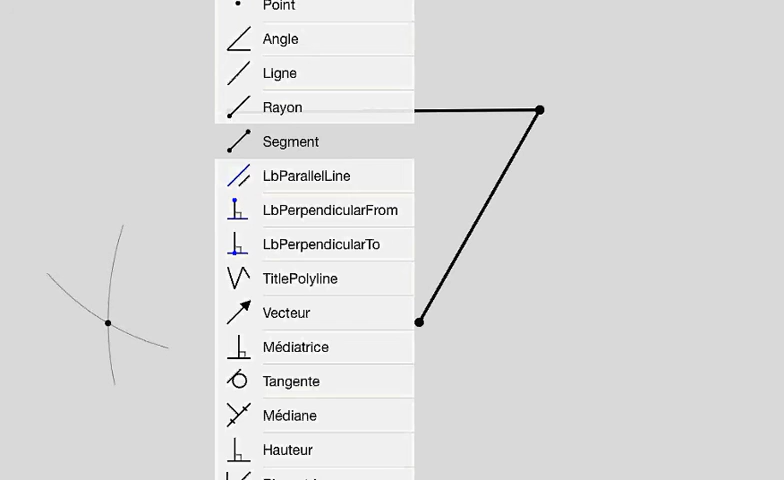 Point
Angle
Ligne
Rayon
Segment
LbParallelLine
LbPerpendicularFrom
LbPerpendicularTo
TitlePolyline
Vecteur
Médiatrice
Tangente
Médiane
Hauteur